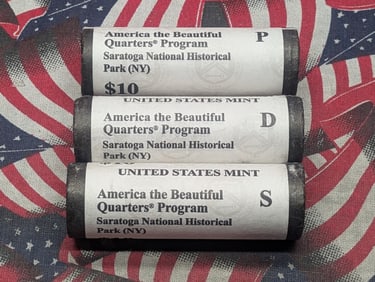 America the Beautiful
Quarters® Program P
Saratoga National Historical
Park (NY)
$10
UNITED STATES MINT
America the Beautiful
Quarters® Program D
Saratoga National Historical
Park (NY)
UNITED STATES MINT
America the Beautiful S
Quarters® Program
Saratoga National Historical
Park (NY)